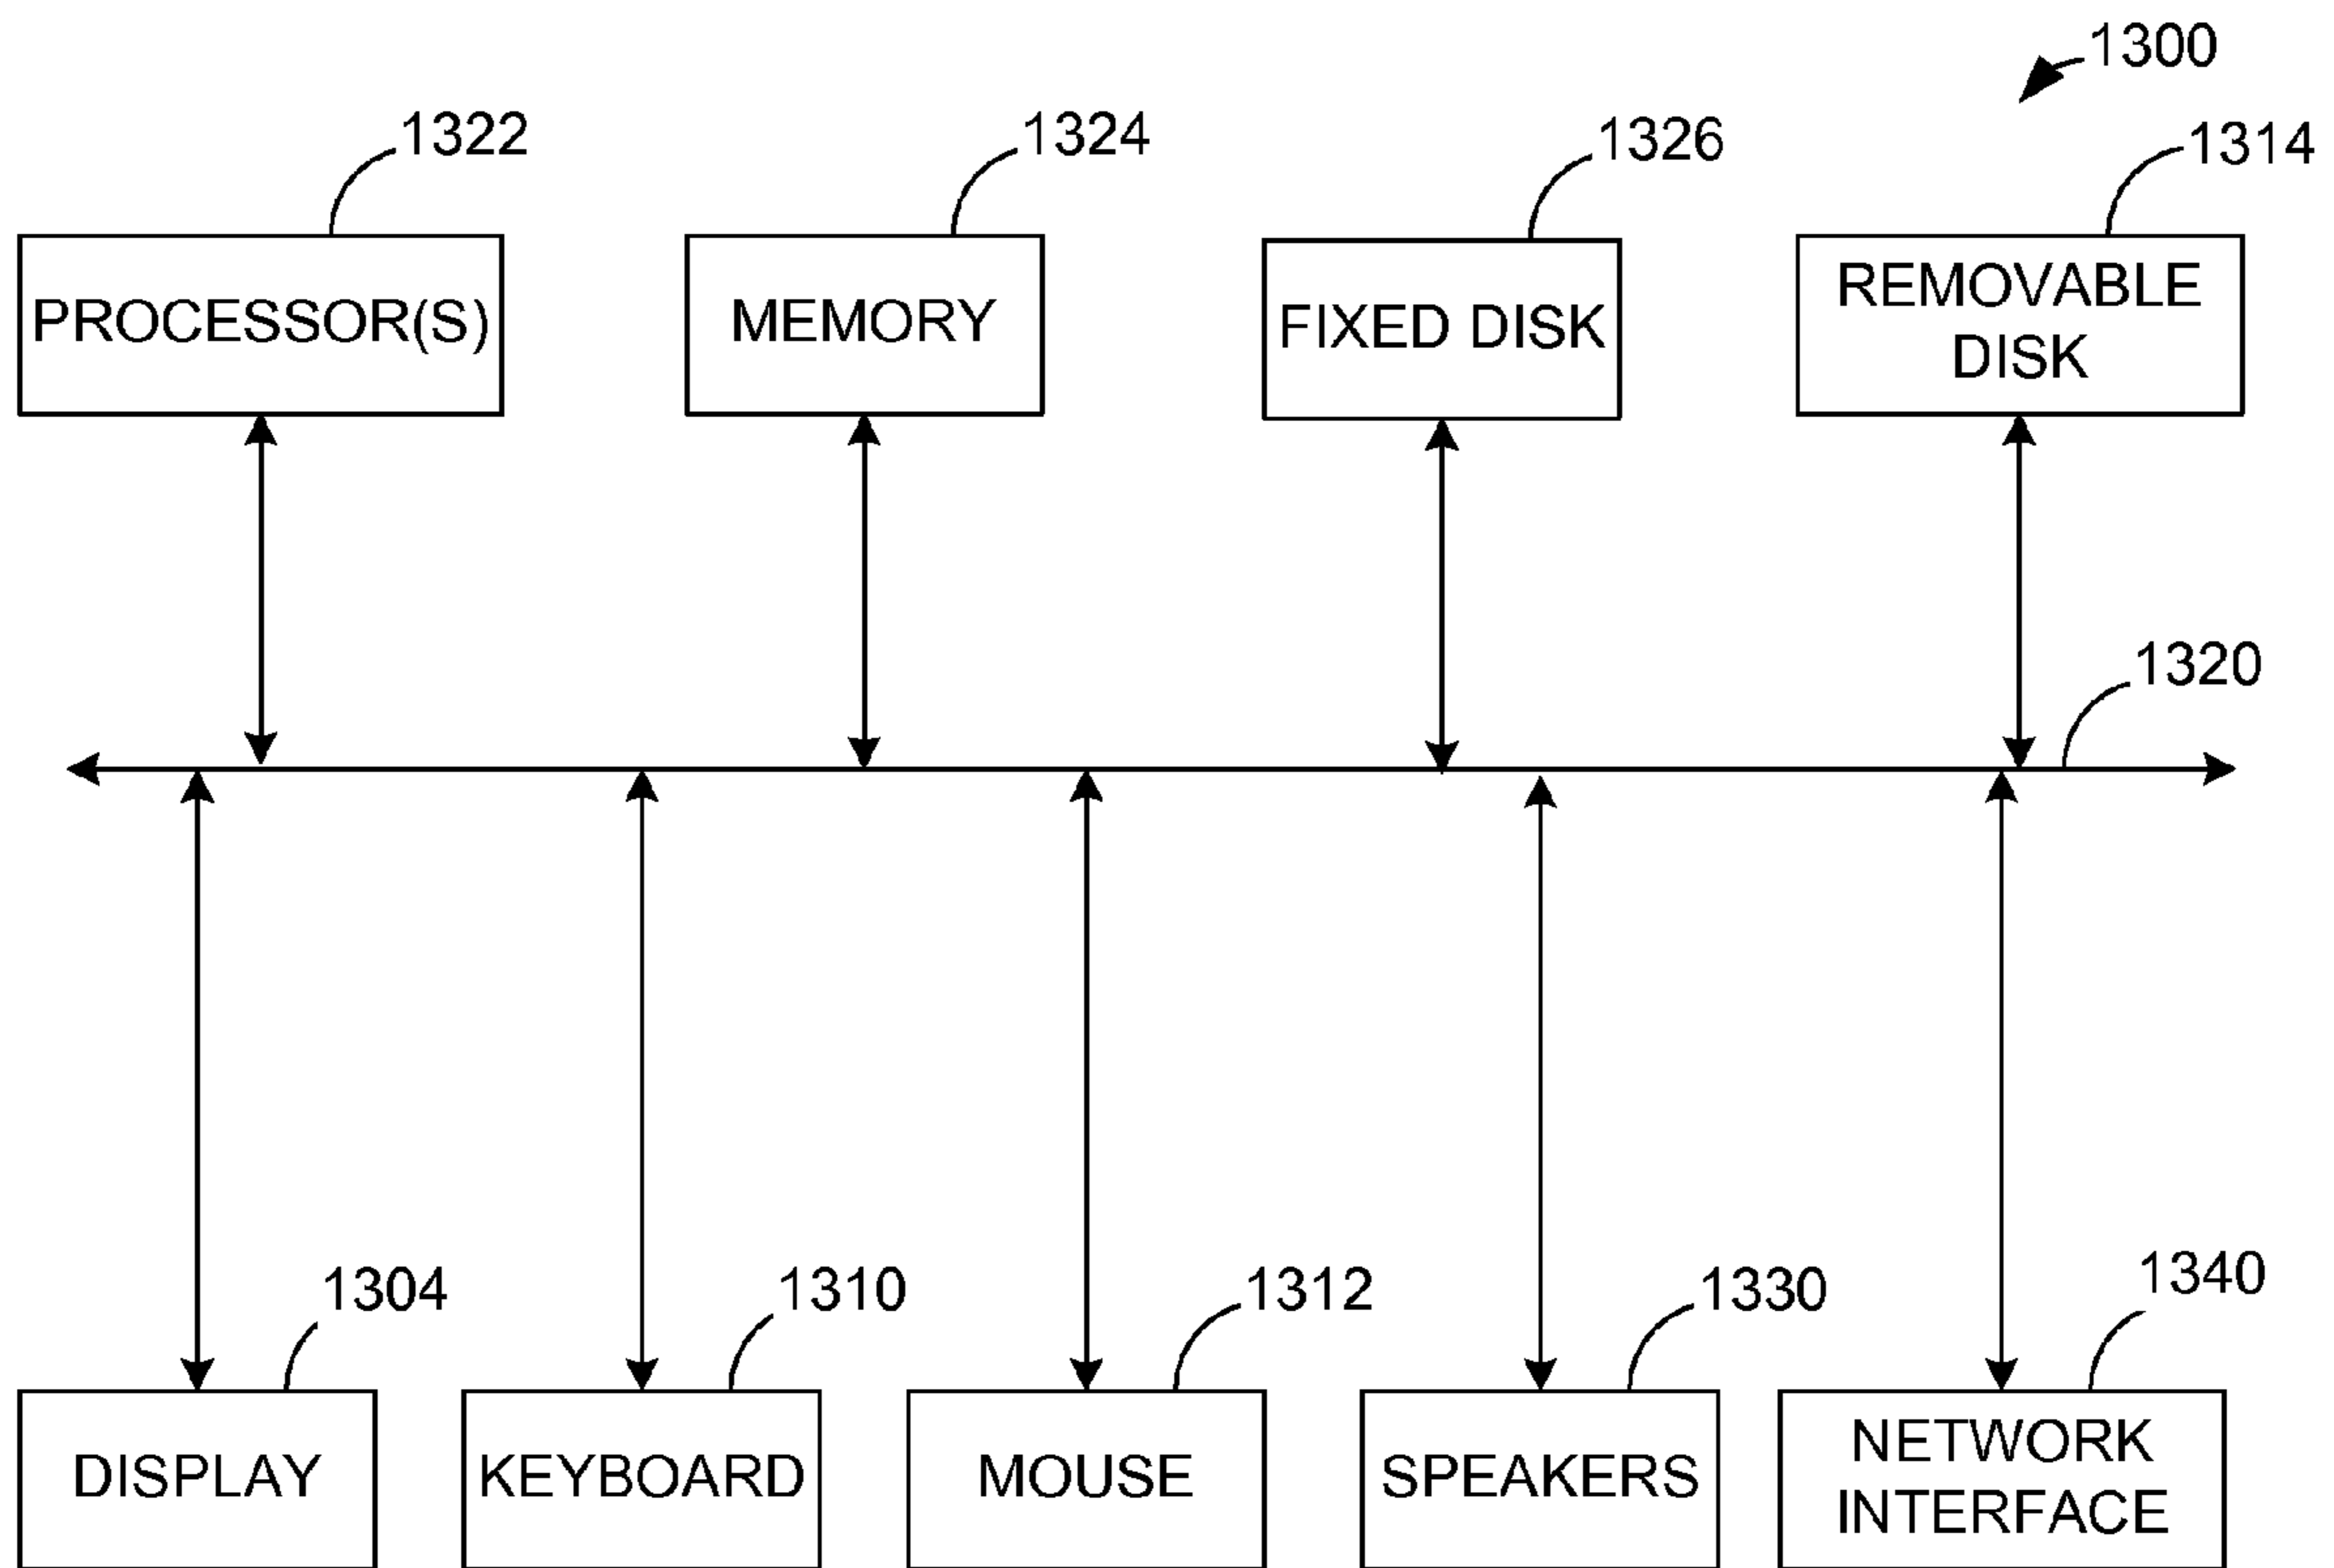 1300
1322
1324
1326
1314
PROCESSOR(S)
MEMORY
FIXED DISK
REMOVABLE
DISK
1320
1304
1310
1312
1330
1340
DISPLAY
KEYBOARD
MOUSE
SPEAKERS
NETWORK
INTERFACE